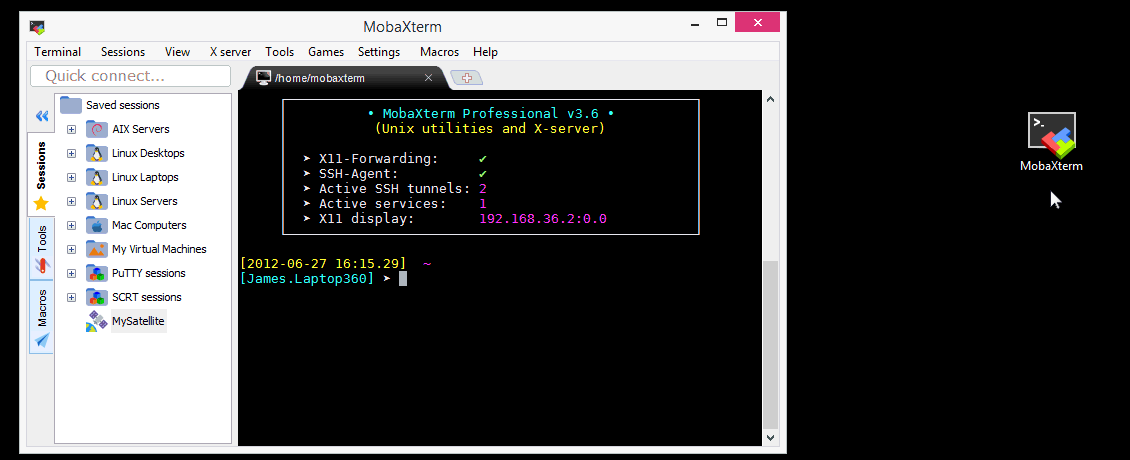 MobaXterm
Terminal Sessions View X server Tools Games Settings Macros Help
Quick connect...
/home/mobaxterm
Sessions
Tools
Macros
Saved sessions
AIX Servers
Linux Desktops
Linux Laptops
Linux Servers
Mac Computers
My Virtual Machines
PuTTY sessions
SCRT sessions
MySatellite
• MobaXterm Professional v3.6 •
(Unix utilities and X-server)
➤ X11-Forwarding: ✔
➤ SSH-Agent: ✔
➤ Active SSH tunnels: 2
➤ Active services: 1
➤ X11 display: 192.168.36.2:0.0
[2012-06-27 16:15.29] ~
[James.Laptop360] ➤
>_
MobaXterm